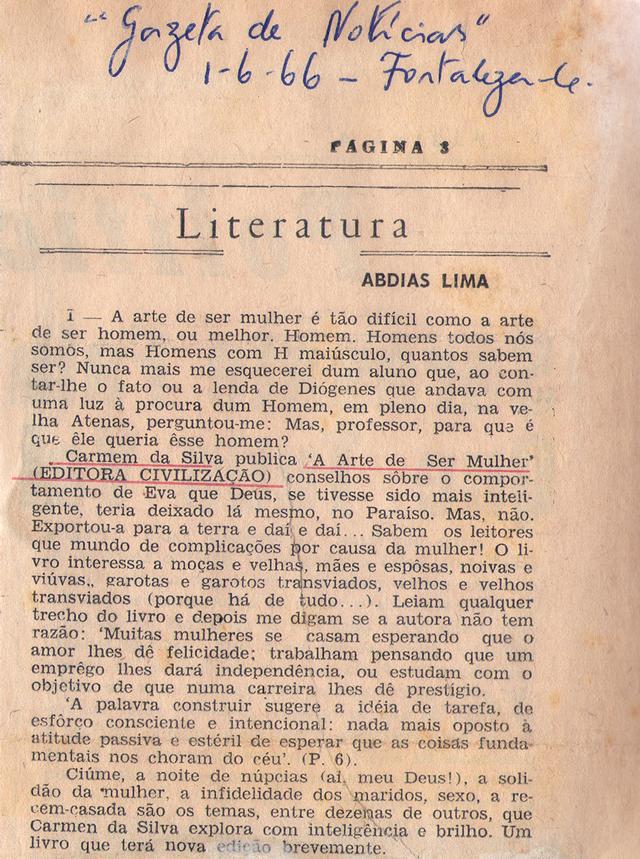 "Gazeta de Notícias"
1-6-66 - Fortaleza-Ce.
PAGINA 3
Literatura
ABDIAS LIMA
1 — A arte de ser mulher é tão difícil como a arte
de ser homem, ou melhor. Homem. Homens todos nós
somos, mas Homens com H maiúsculo, quantos sabem
ser? Nunca mais me esquecerei dum aluno que, ao con-
tar-lhe o fato ou a lenda de Diógenes que andava com
uma luz à procura dum Homem, em pleno dia, na ve-
lha Atenas, perguntou-me: Mas, professor, para que é
que êle queria êsse homem?
Carmem da Silva publica 'A Arte de Ser Mulher'
(EDITORA CIVILIZAÇÃO) conselhos sôbre o compor-
tamento de Eva que Deus, se tivesse sido mais inteli-
gente, teria deixado lá mesmo, no Paraíso. Mas, não.
Exportou-a para a terra e daí e daí... Sabem os leitores
que mundo de complicações por causa da mulher! O li-
vro interessa a moças e velhas, mães e espôsas, noivas e
viúvas,, garotas e garotos transviados, velhos e velhos
transviados (porque há de tudo...). Leiam qualquer
trecho do livro e depois me digam se a autora não tem
razão: 'Muitas mulheres se casam esperando que o
amor lhes dê felicidade; trabalham pensando que um
emprêgo lhes dará independência, ou estudam com o
objetivo de que numa carreira lhes dê prestígio.
'A palavra construir sugere a idéia de tarefa, de
esfôrço consciente e intencional: nada mais oposto à
atitude passiva e estéril de esperar que as coisas funda-
mentais nos choram do céu'. (P. 6).
Ciúme, a noite de núpcias (ai, meu Deus!), a soli-
dão da mulher, a infidelidade dos maridos, sexo, a re-
cem-casada são os temas, entre dezenas de outros, que
Carmen da Silva explora com inteligência e brilho. Um
livro que terá nova edição brevemente.